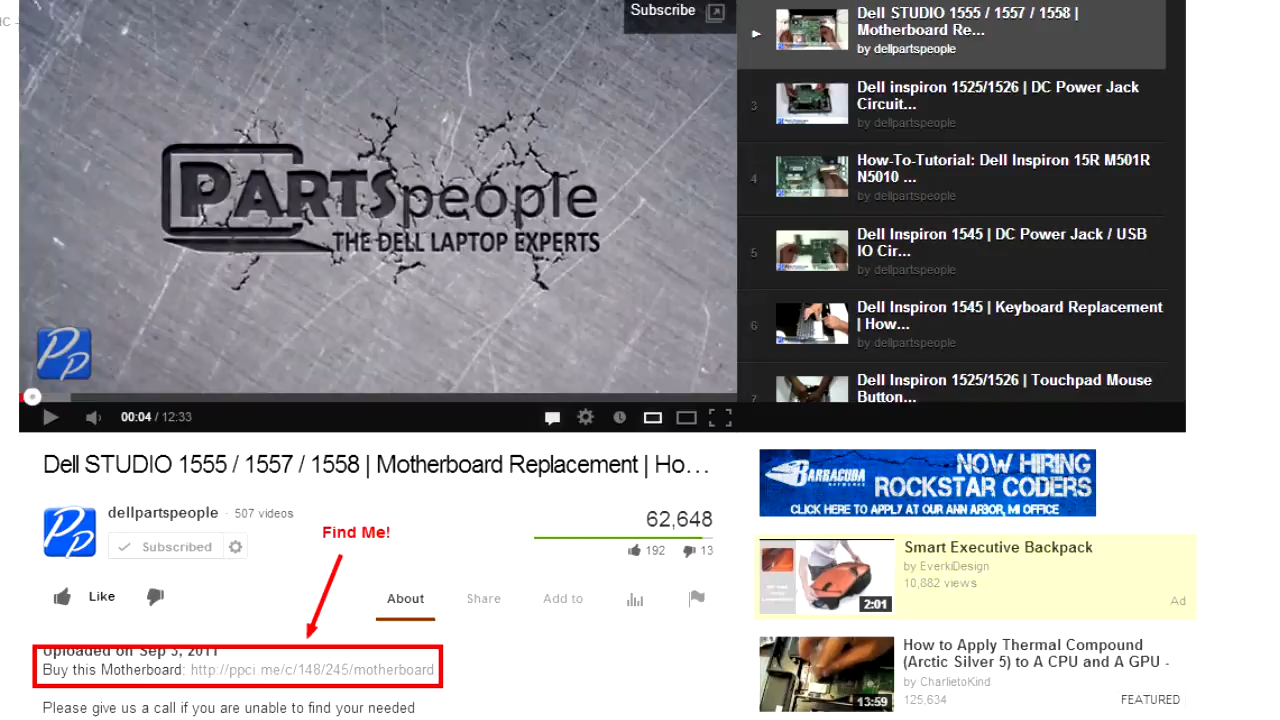 IC -
Subscribe
PARTSpeople
THE DELL LAPTOP EXPERTS
Pp
00:04 / 12:33
Dell STUDIO 1555 / 1557 / 1558 |
Motherboard Re...
by dellpartspeople
3
Dell inspiron 1525/1526 | DC Power Jack
Circuit...
by dellpartspeople
4
How-To-Tutorial: Dell Inspiron 15R M501R
N5010 ...
by dellpartspeople
5
Dell Inspiron 1545 | DC Power Jack / USB
IO Cir...
by dellpartspeople
6
Dell Inspiron 1545 | Keyboard Replacement
| How...
by dellpartspeople
7
Dell Inspiron 1525/1526 | Touchpad Mouse
Button...
Dell STUDIO 1555 / 1557 / 1558 | Motherboard Replacement | Ho...
Pp
dellpartspeople · 507 videos
Subscribed
62,648
192 13
Find Me!
Like
About Share Add to
Uploaded on Sep 3, 2011
Buy this Motherboard: http://ppci.me/c/148/245/motherboard
Please give us a call if you are unable to find your needed
BARRACUDA
NETWORKS
NOW HIRING
ROCKSTAR CODERS
CLICK HERE TO APPLY AT OUR ANN ARBOR, MI OFFICE
Smart Executive Backpack
by EverkiDesign
10,882 views
2:01
Ad
How to Apply Thermal Compound
(Arctic Silver 5) to A CPU and A GPU -
by CharlietoKind
125,634
FEATURED
13:59